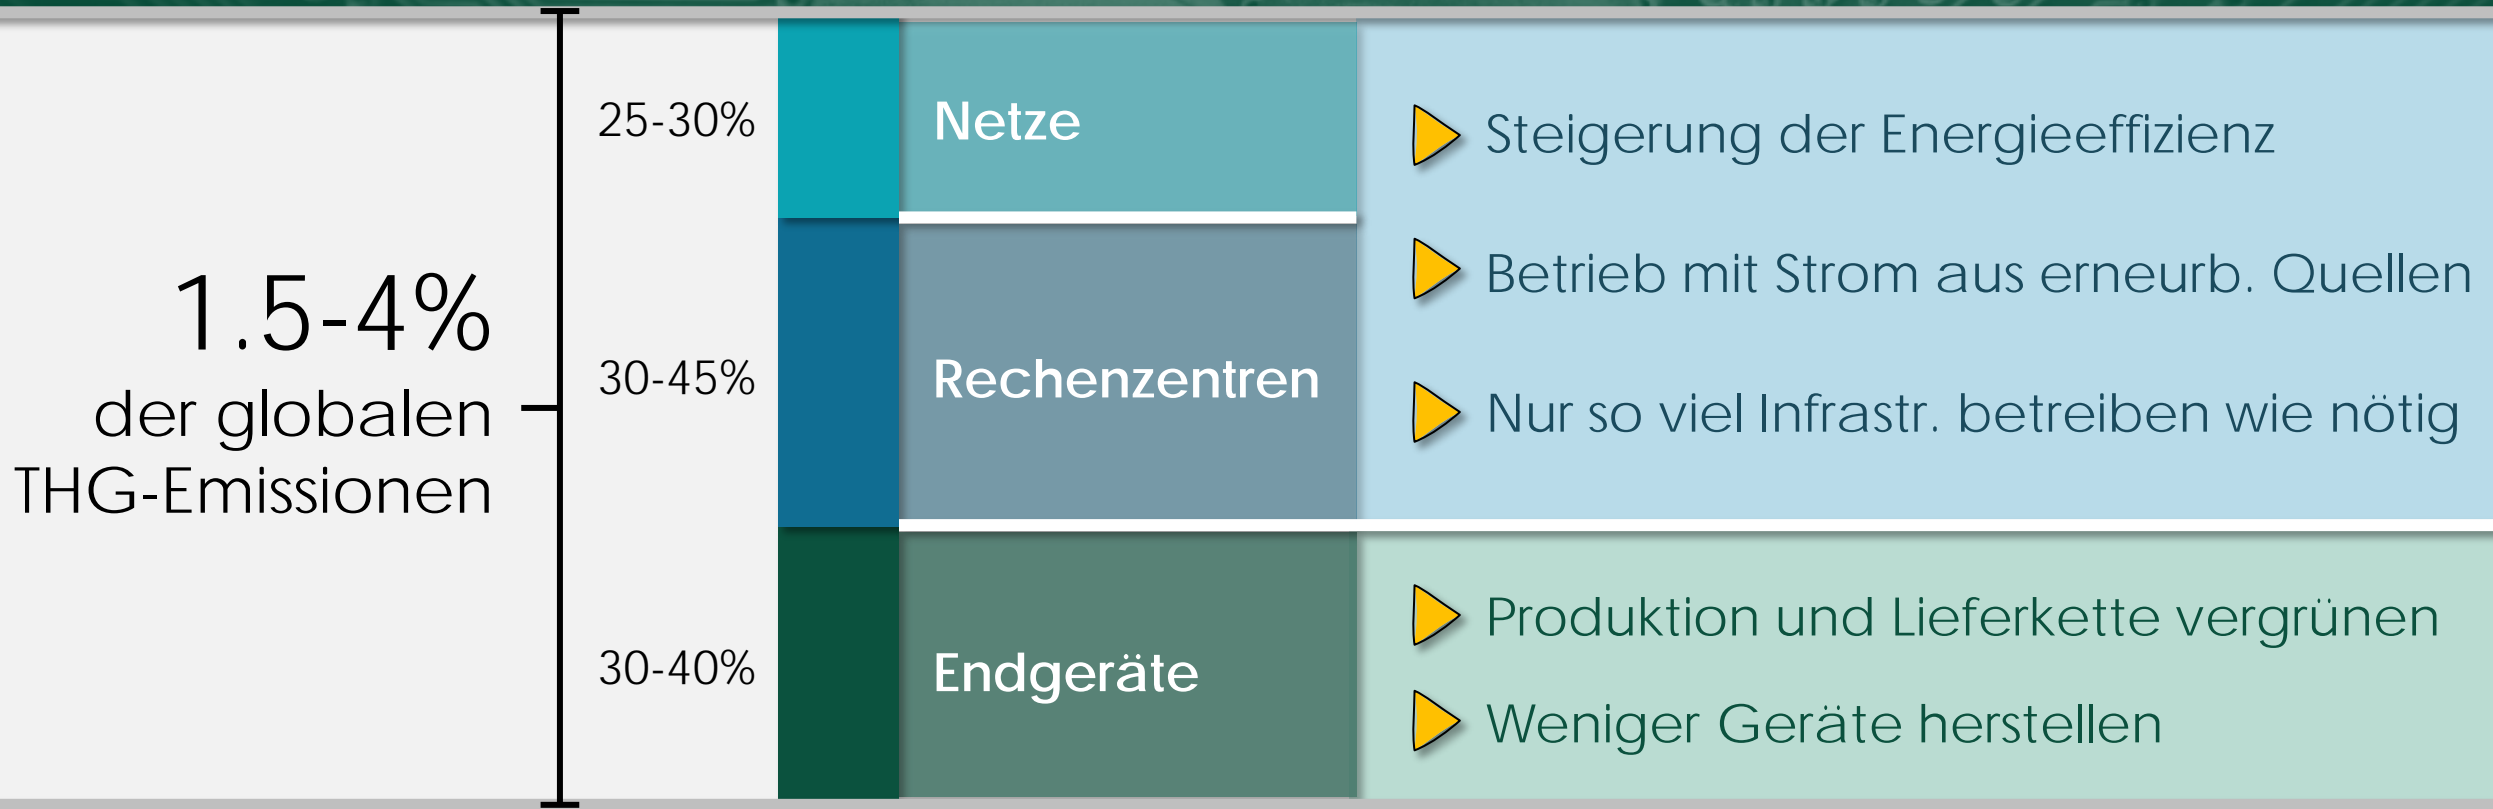 1.5-4%
der globalen
THG-Emissionen
25-30%
Netze
30-45%
Rechenzentren
30-40%
Endgeräte
Steigerung der Energieeffizienz
Betrieb mit Strom aus erneurb. Quellen
Nur so viel Infrastr. betreiben wie nötig
Produktion und Lieferkette vergrünen
Weniger Geräte herstellen